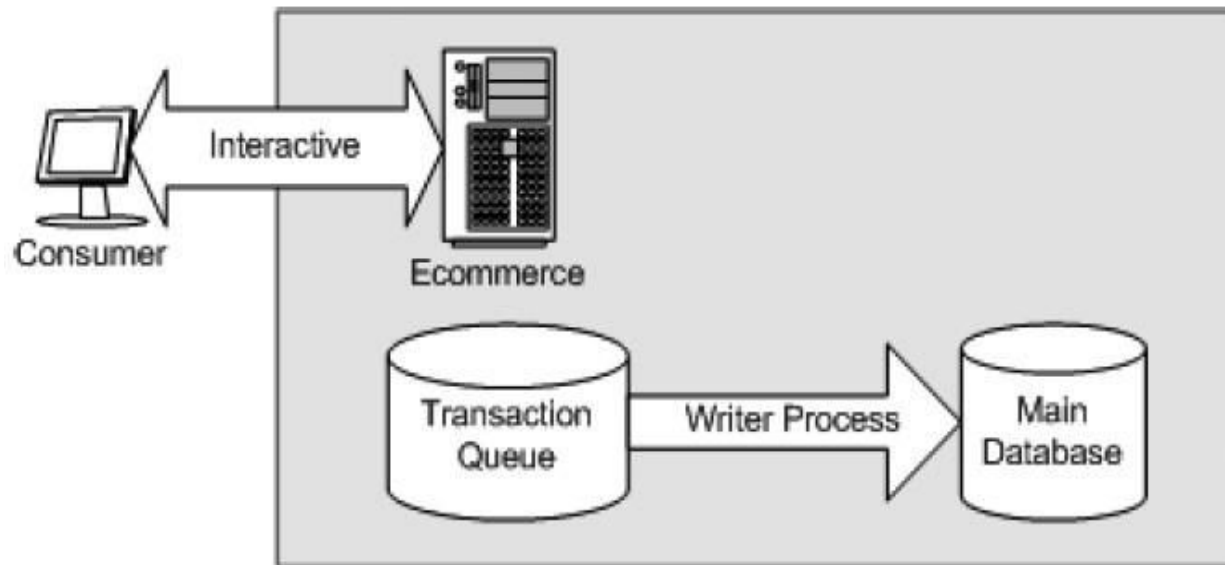 Interactive
Consumer
Ecommerce
Transaction
Queue
Writer Process
Main
Database